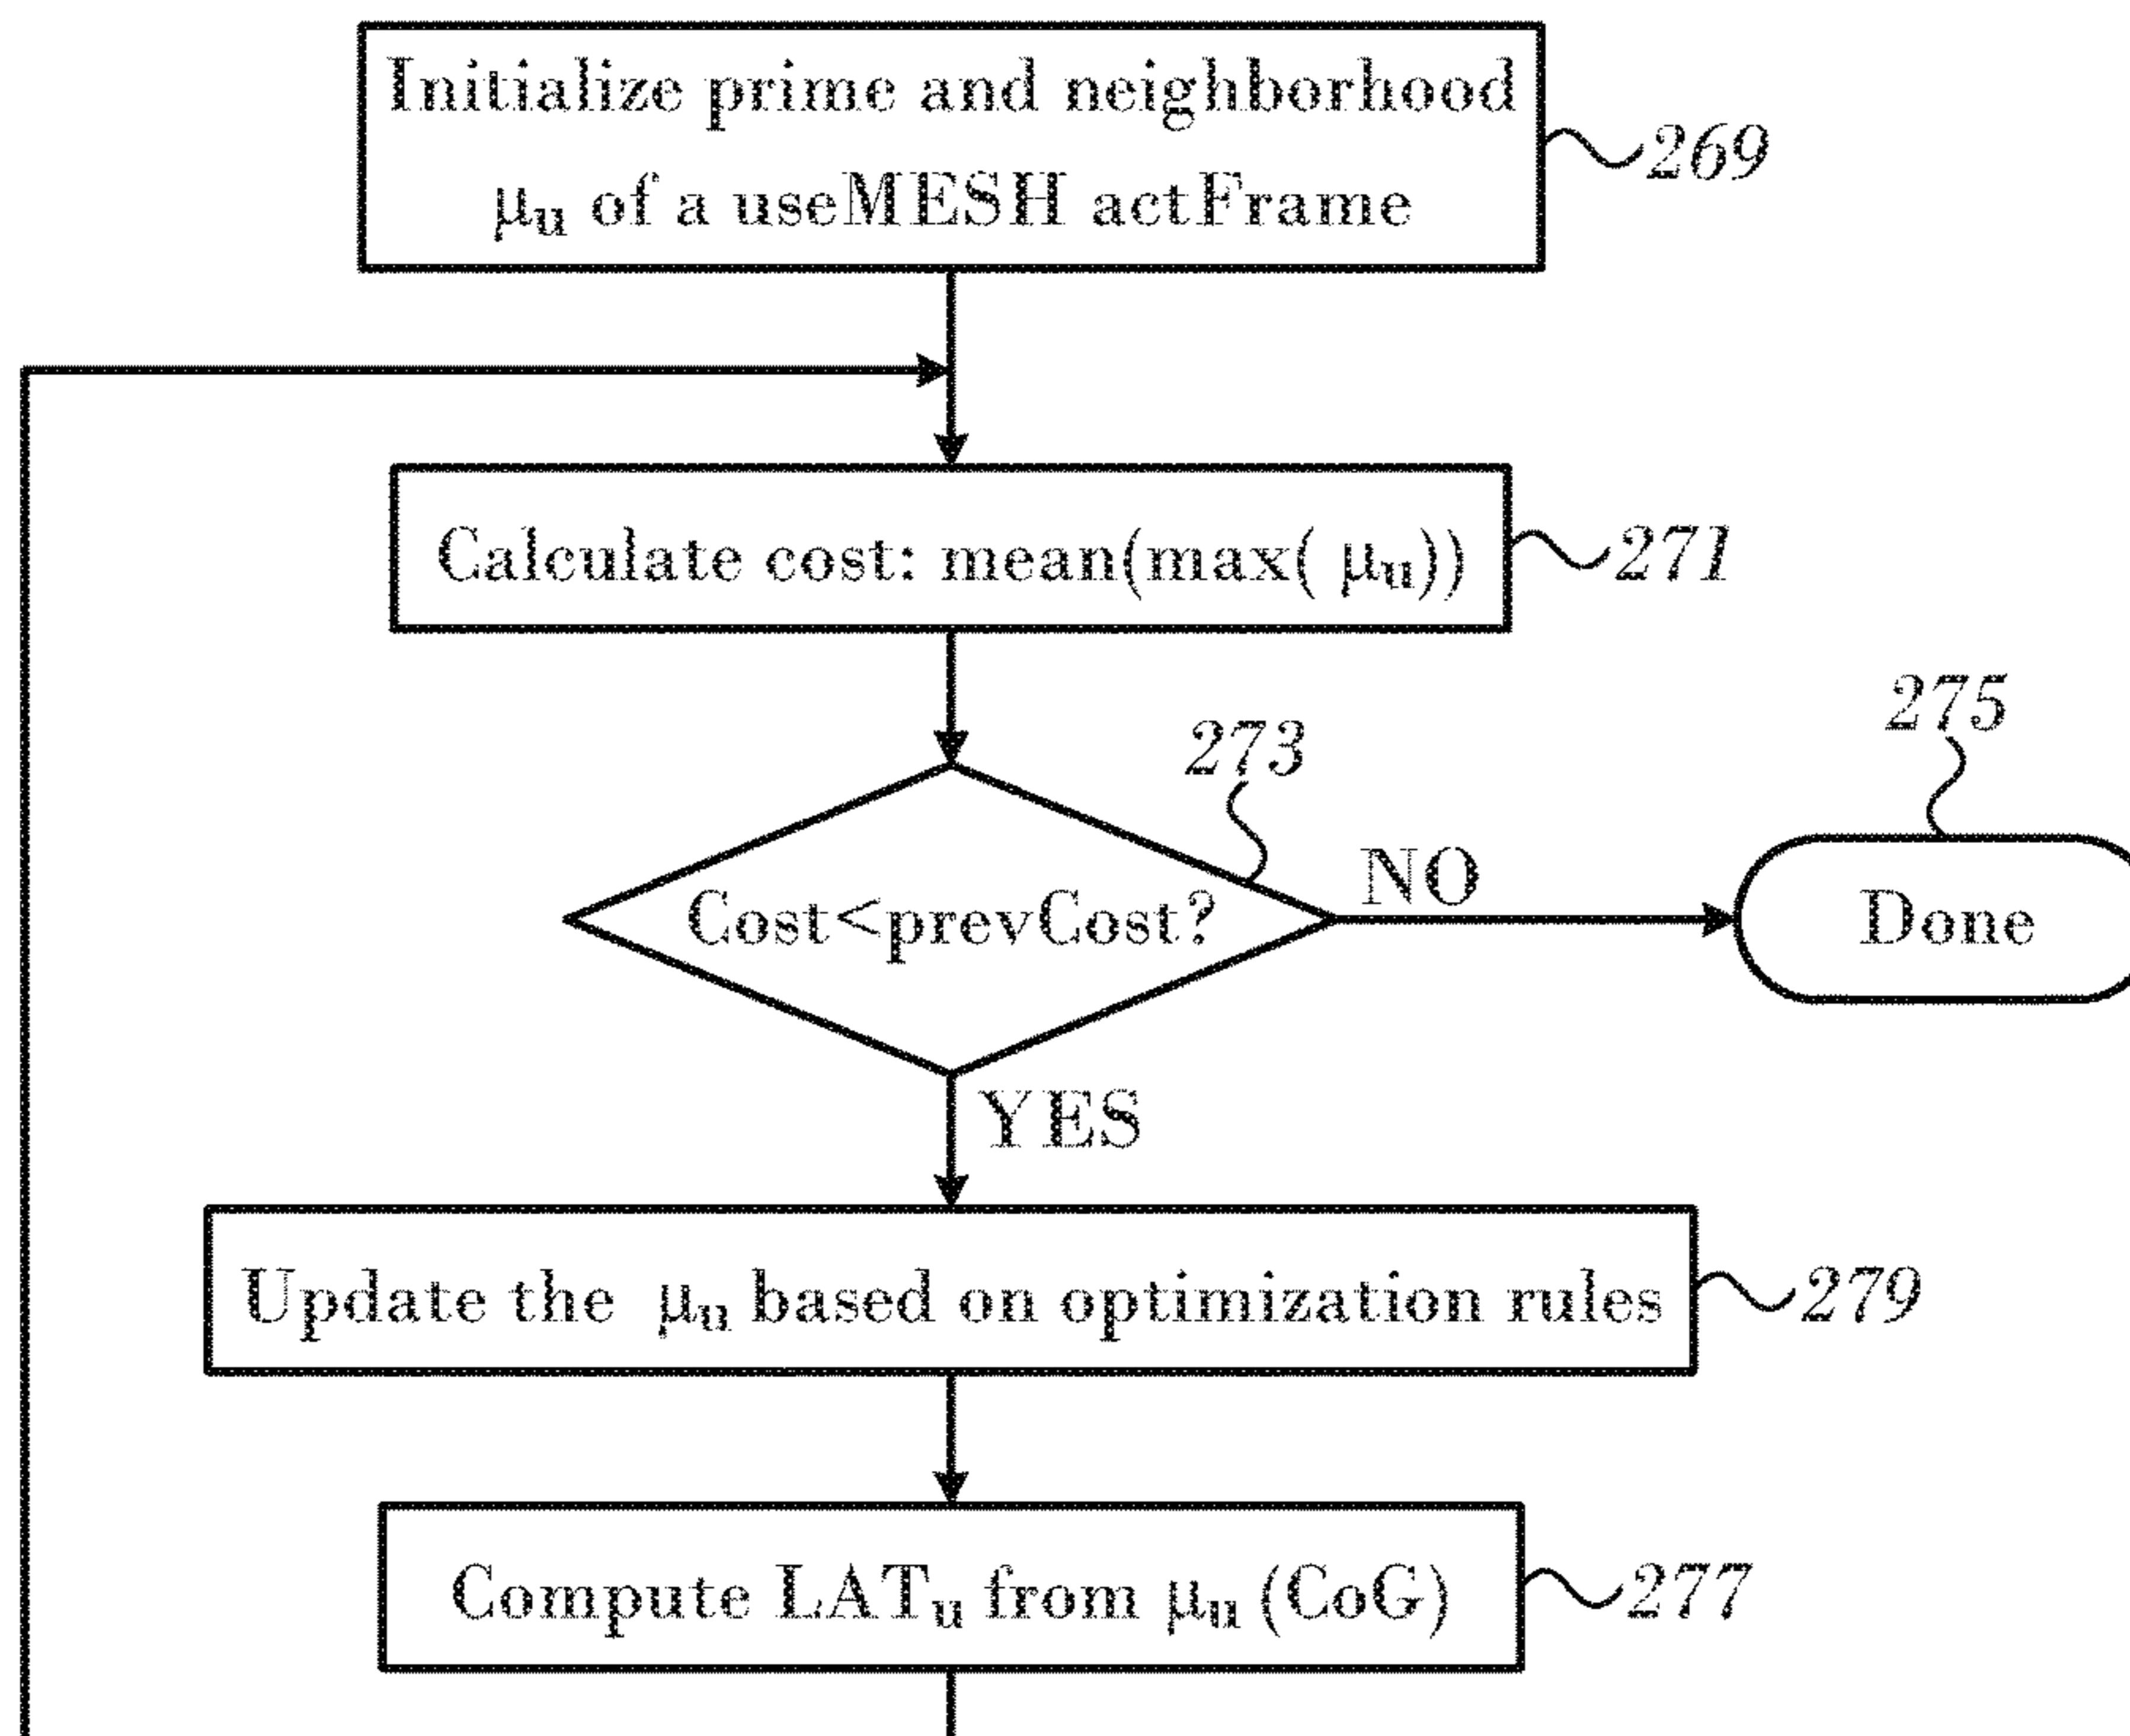 Initialize prime and neighborhood
μu of a useMESH actFrame
269
Calculate cost: mean(max( μu))
271
273
275
Cost<prevCost?
NO
Done
YES
Update the μu based on optimization rules
279
Compute LATu from μu (CoG)
277